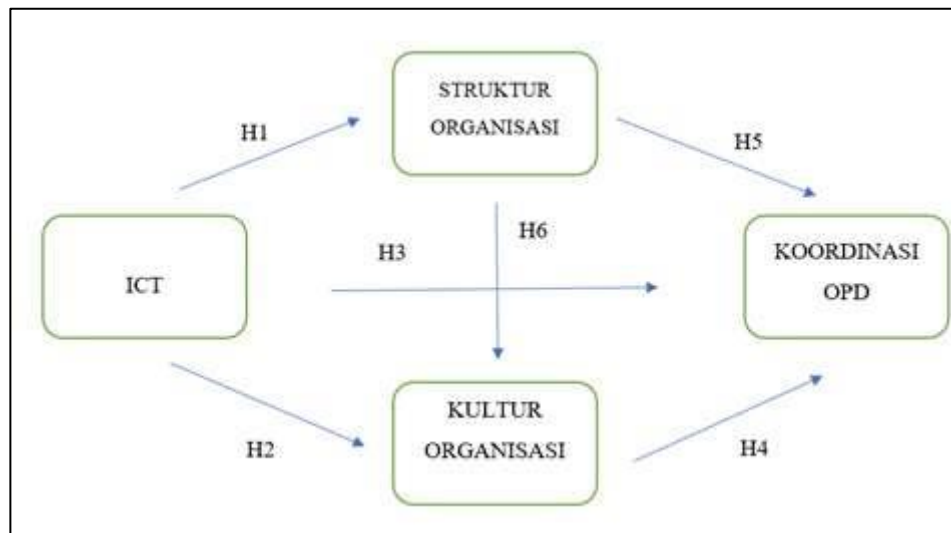 STRUKTUR
ORGANISASI
H1
H5
H6
H3
ICT
KOORDINASI
OPD
KULTUR
ORGANISASI
H2
H4